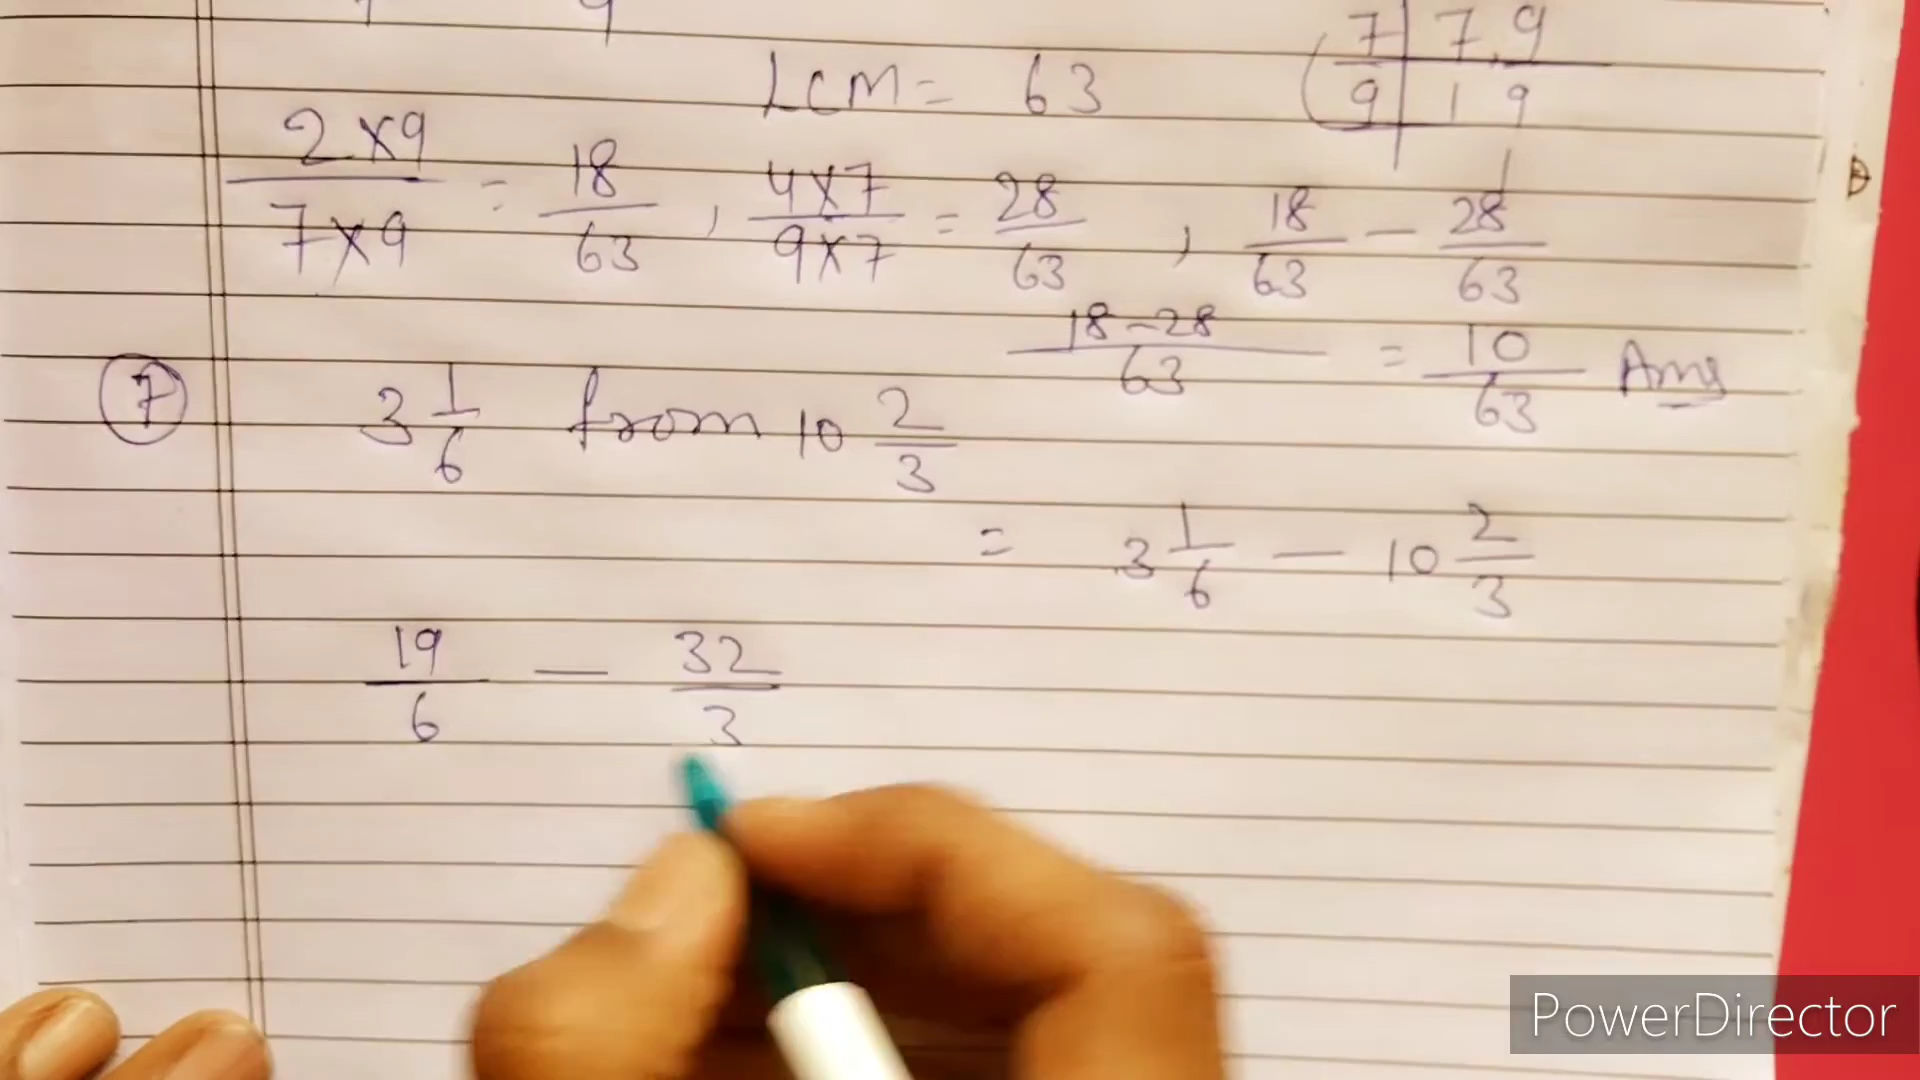 7 | 7, 9
LCM = 63
9 | 1 9
1
2×9/7×9 = 18/63, 4×7/9×7 = 28/63, 18/63 - 28/63
18-28/63 = 10/63 Ans
7 3 1/6 from 10 2/3
= 3 1/6 - 10 2/3
19/6 - 32/3
PowerDirector